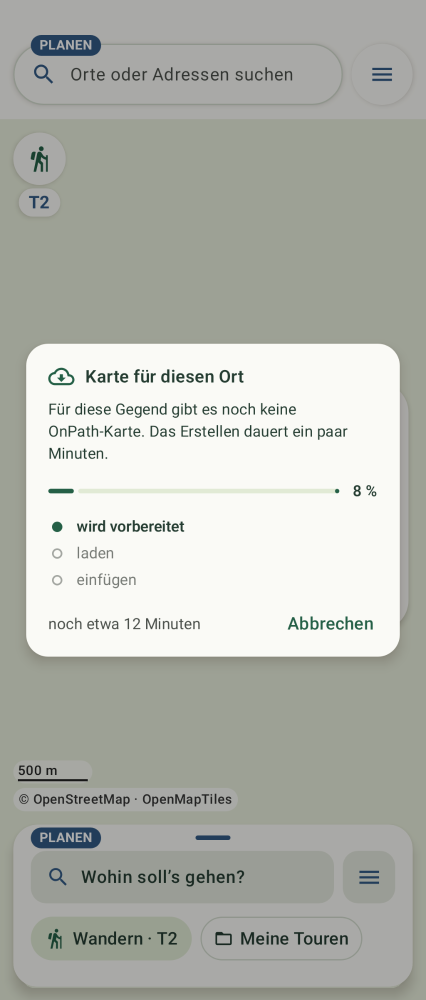 PLANEN
Orte oder Adressen suchen
T2
Karte für diesen Ort
Für diese Gegend gibt es noch keine
OnPath-Karte. Das Erstellen dauert ein paar
Minuten.
8 %
wird vorbereitet
laden
einfügen
noch etwa 12 Minuten
Abbrechen
500 m
© OpenStreetMap · OpenMapTiles
PLANEN
Wohin soll's gehen?
Wandern · T2
Meine Touren